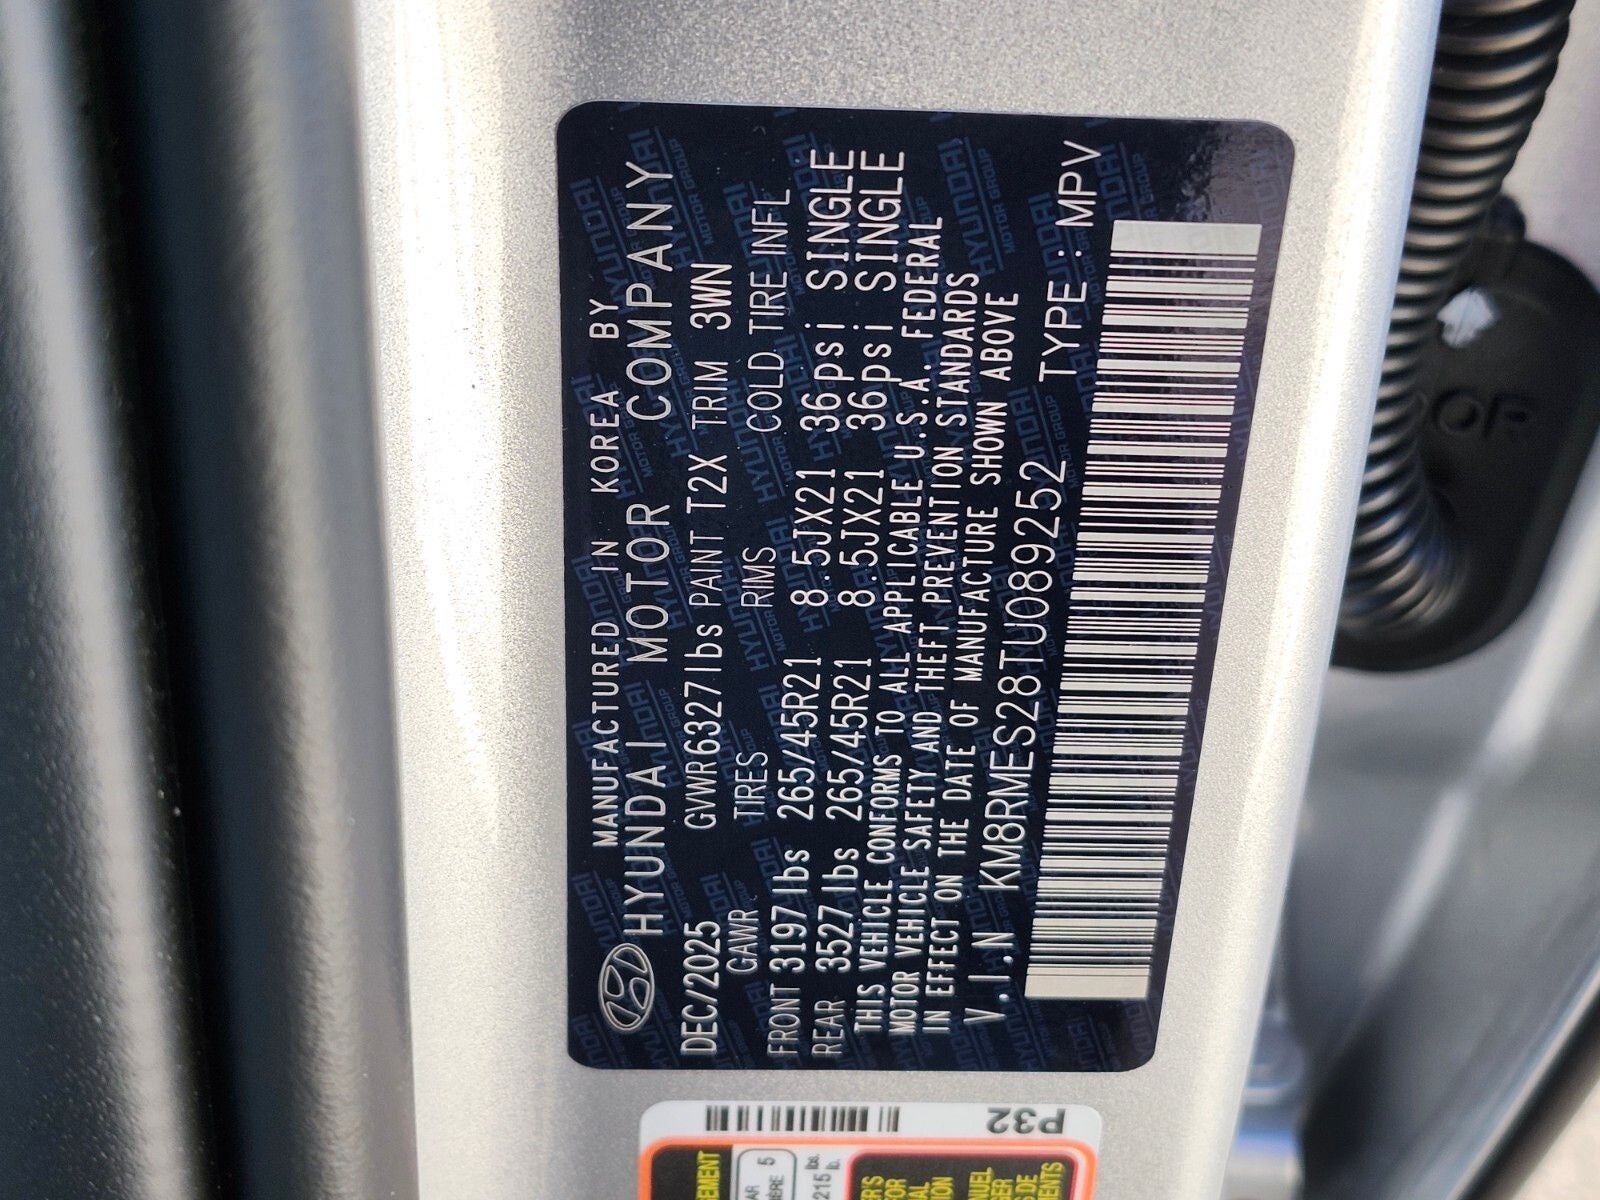 MANUFACTURED IN KOREA BY
HYUNDAI MOTOR COMPANY
DEC/2025 GVWR6327lbs PAINT T2X TRIM 3WN
GAWR TIRES RIMS COLD TIRE INFL
FRONT 3197lbs 265/45R21 8.5JX21 36psi SINGLE
REAR 3527lbs 265/45R21 8.5JX21 36psi SINGLE
THIS VEHICLE CONFORMS TO ALL APPLICABLE U.S.A. FEDERAL
MOTOR VEHICLE SAFETY AND THEFT PREVENTION STANDARDS
IN EFFECT ON THE DATE OF MANUFACTURE SHOWN ABOVE
V.I.N KM8RMES28TU089252 TYPE:MPV
P32